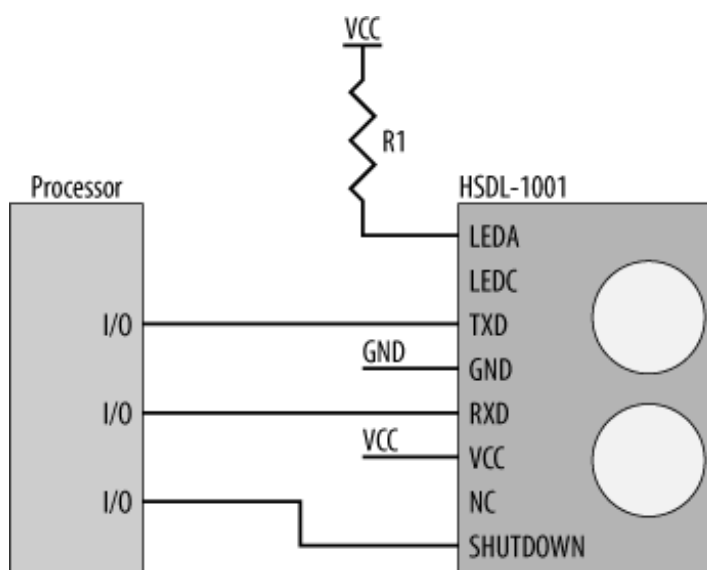 VCC
R1
Processor
HSDL-1001
LEDA
LEDC
I/O
TXD
GND
GND
I/O
RXD
VCC
VCC
NC
I/O
SHUTDOWN